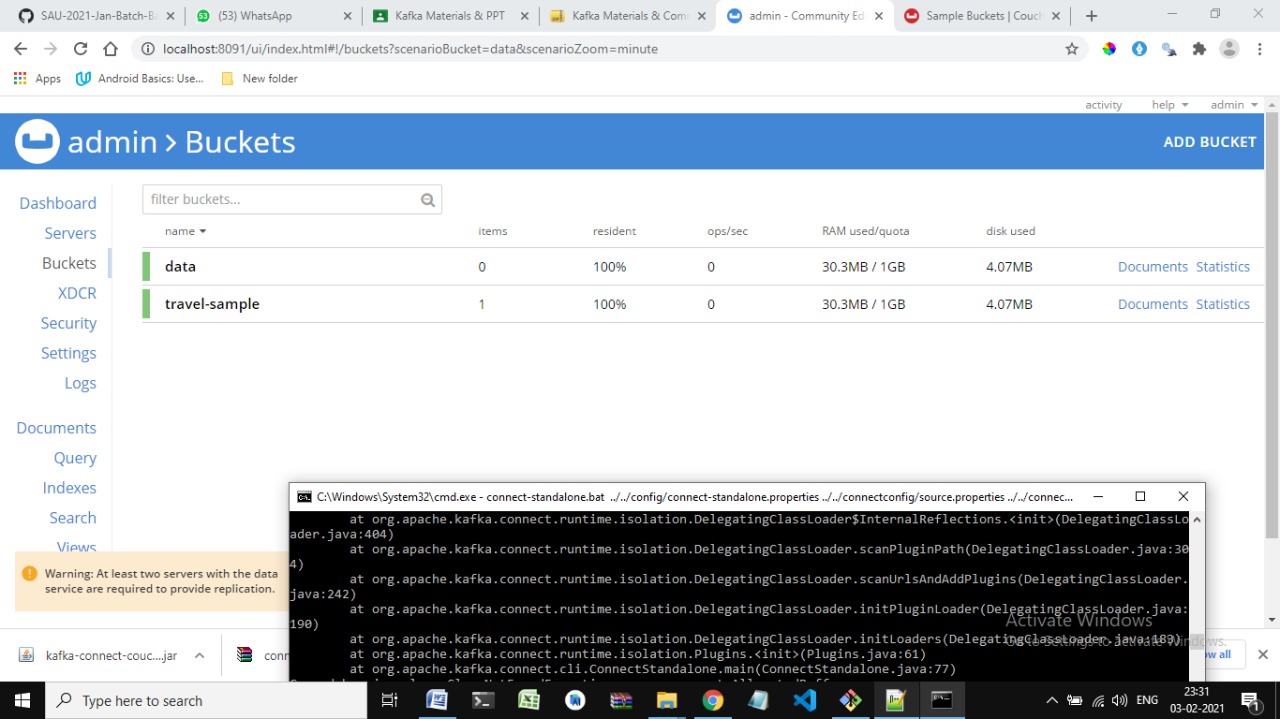 SAU-2021-Jan-Batch-Ba
(53) WhatsApp
Kafka Materials & PPT
Kafka Materials & Comm
admin - Community Ed
Sample Buckets | Couch
localhost:8091/ui/index.html#!/buckets?scenarioBucket=data&scenarioZoom=minute
Apps
Android Basics: Use...
New folder
activity help admin
admin > Buckets
ADD BUCKET
Dashboard
Servers
Buckets
XDCR
Security
Settings
Logs
Documents
Query
Indexes
Search
Views
filter buckets...
name items resident ops/sec RAM used/quota disk used
data 0 100% 0 30.3MB / 1GB 4.07MB Documents Statistics
travel-sample 1 100% 0 30.3MB / 1GB 4.07MB Documents Statistics
Warning: At least two servers with the data
service are required to provide replication.
C:\Windows\System32\cmd.exe - connect-standalone.bat ../../config/connect-standalone.properties ../../connectconfig/source.properties ../../connec...
at org.apache.kafka.connect.runtime.isolation.DelegatingClassLoader$InternalReflections.<init>(DelegatingClassLo
ader.java:404)
at org.apache.kafka.connect.runtime.isolation.DelegatingClassLoader.scanPluginPath(DelegatingClassLoader.java:30
4)
at org.apache.kafka.connect.runtime.isolation.DelegatingClassLoader.scanUrlsAndAddPlugins(DelegatingClassLoader.
java:242)
at org.apache.kafka.connect.runtime.isolation.DelegatingClassLoader.initPluginLoader(DelegatingClassLoader.java:
190)
at org.apache.kafka.connect.runtime.isolation.DelegatingClassLoader.initLoaders(DelegatingClassLoader.java:189)
at org.apache.kafka.connect.runtime.isolation.Plugins.<init>(Plugins.java:61)
at org.apache.kafka.connect.cli.ConnectStandalone.main(ConnectStandalone.java:77)
Activate Windows
Go to Settings to activate Windows.
kafka-connect-couc....jar
conn
ow all
Type here to search
ENG
23:31
03-02-2021
1